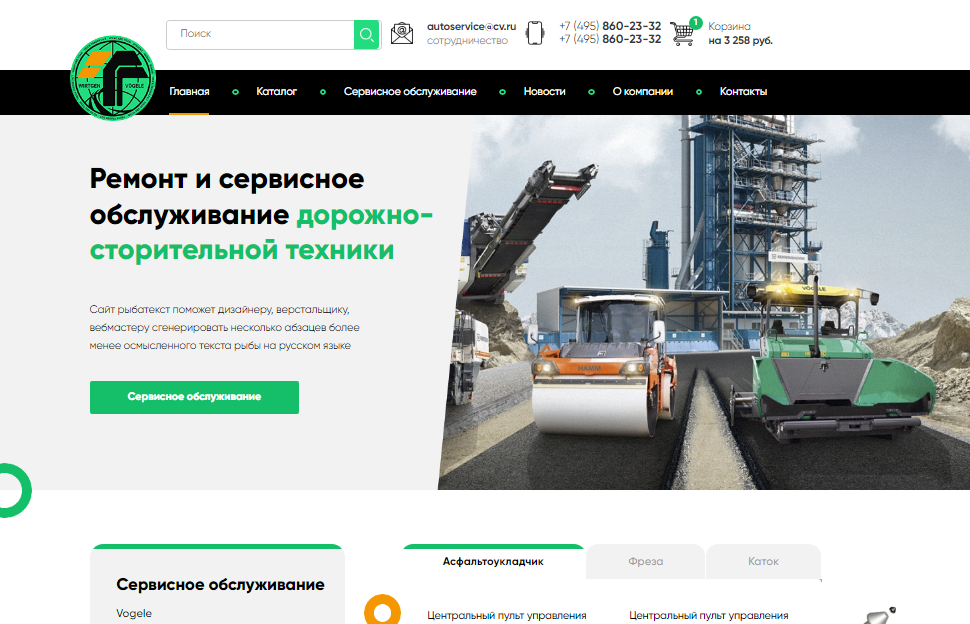 Поиск
autoservice@cv.ru
сотрудничество
+7 (495) 860-23-32
+7 (495) 860-23-32
1
Корзина
на 3 258 руб.
WIRTGEN VÖGELE
Главная
Каталог
Сервисное обслуживание
Новости
О компании
Контакты
Ремонт и сервисное
обслуживание дорожно-
сторительной техники
Сайт рыбатекст поможет дизайнеру, верстальщику,
вебмастеру сгенерировать несколько абзацев более
менее осмысленного текста рыбы на русском языке
Сервисное обслуживание
VÖGELE
HAMM
Сервисное обслуживание
Vogele
Асфальтоукладчик
Фреза
Каток
Центральный пульт управления
Центральный пульт управления